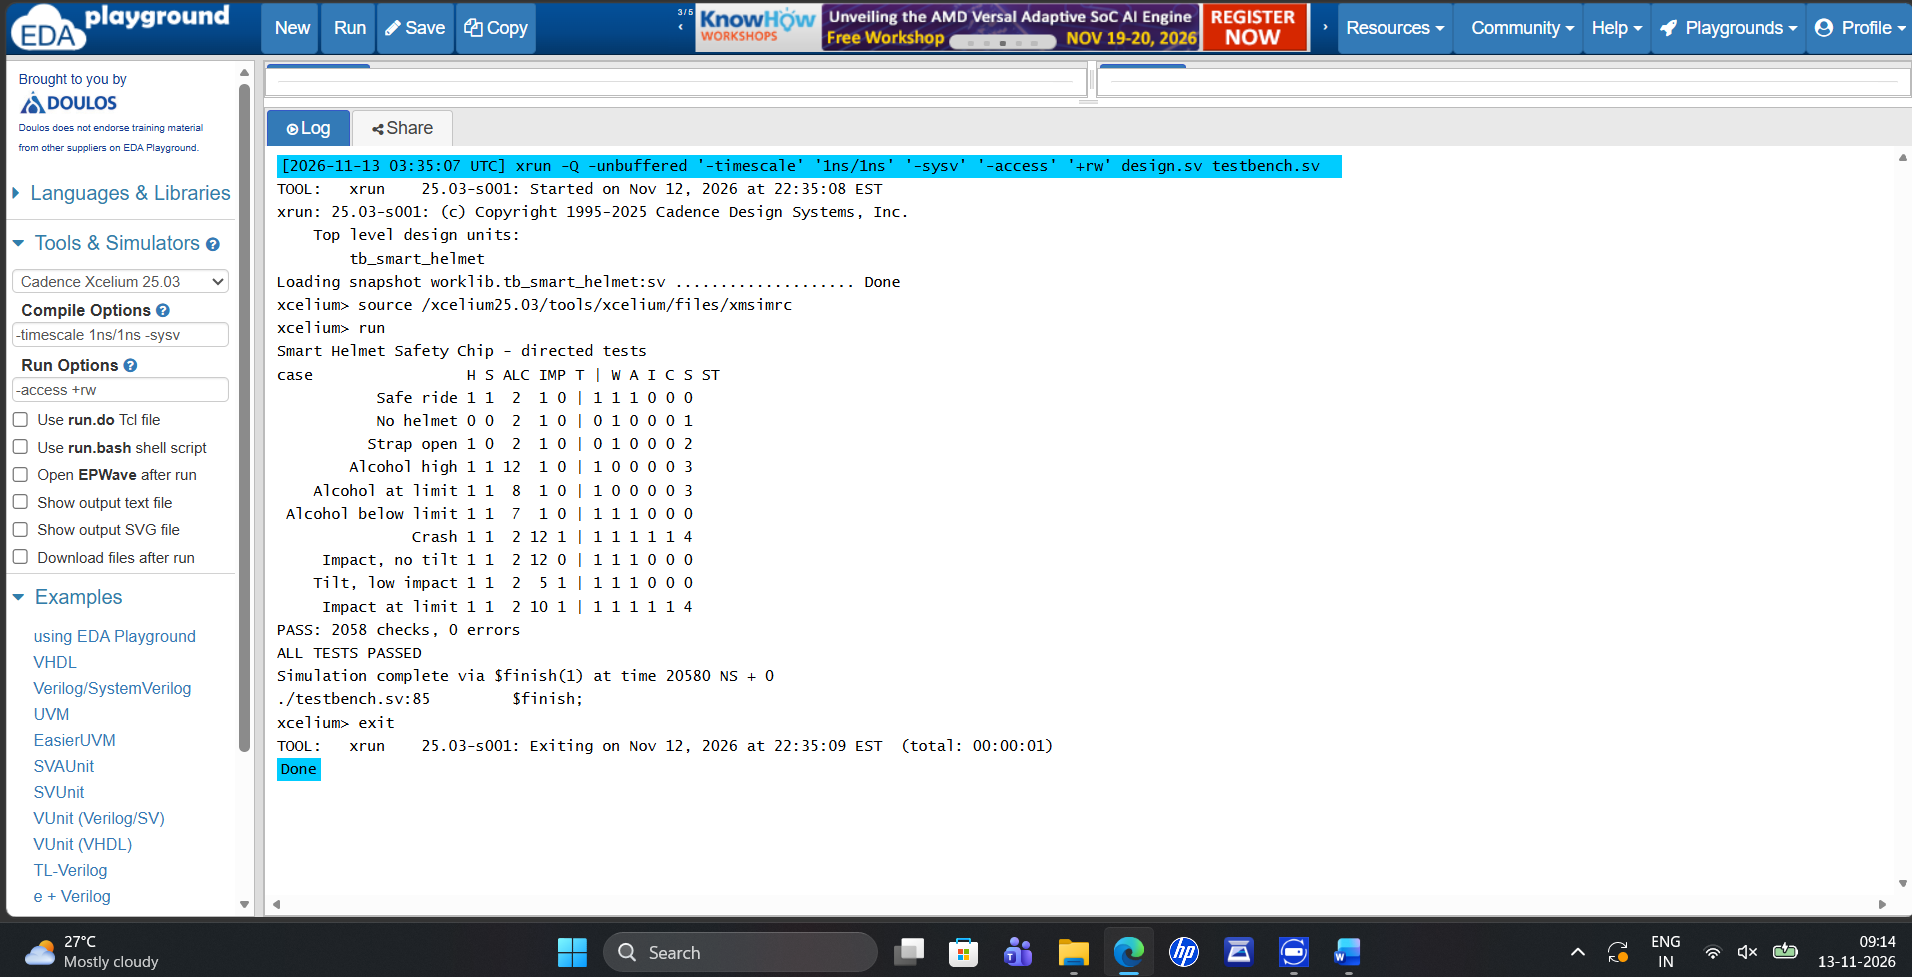 EDA playground
New
Run
Save
Copy
3/5
KNOWHOW WORKSHOPS
Unveiling the AMD Versal Adaptive SoC AI Engine
Free Workshop NOV 19-20, 2026
REGISTER NOW
Resources
Community
Help
Playgrounds
Profile
Brought to you by
DOULOS
Doulos does not endorse training material
from other suppliers on EDA Playground.
Languages & Libraries
Tools & Simulators
Cadence Xcelium 25.03
Compile Options
-timescale 1ns/1ns -sysv
Run Options
-access +rw
Use run.do Tcl file
Use run.bash shell script
Open EPWave after run
Show output text file
Show output SVG file
Download files after run
Examples
using EDA Playground
VHDL
Verilog/SystemVerilog
UVM
EasierUVM
SVAUnit
SVUnit
VUnit (Verilog/SV)
VUnit (VHDL)
TL-Verilog
e + Verilog
Log
Share
[2026-11-13 03:35:07 UTC] xrun -Q -unbuffered '-timescale' '1ns/1ns' '-sysv' '-access' '+rw' design.sv testbench.sv
TOOL:   xrun    25.03-s001: Started on Nov 12, 2026 at 22:35:08 EST
xrun: 25.03-s001: (c) Copyright 1995-2025 Cadence Design Systems, Inc.
    Top level design units:
        tb_smart_helmet
Loading snapshot worklib.tb_smart_helmet:sv .................... Done
xcelium> source /xcelium25.03/tools/xcelium/files/xmsimrc
xcelium> run
Smart Helmet Safety Chip - directed tests
case                 H S ALC IMP T | W A I C S ST
           Safe ride 1 1  2  1 0 | 1 1 1 0 0 0
           No helmet 0 0  2  1 0 | 0 1 0 0 0 1
          Strap open 1 0  2  1 0 | 0 1 0 0 0 2
        Alcohol high 1 1 12  1 0 | 1 0 0 0 0 3
    Alcohol at limit 1 1  8  1 0 | 1 0 0 0 0 3
 Alcohol below limit 1 1  7  1 0 | 1 1 1 0 0 0
               Crash 1 1  2 12 1 | 1 1 1 1 1 4
     Impact, no tilt 1 1  2 12 0 | 1 1 1 0 0 0
    Tilt, low impact 1 1  2  5 1 | 1 1 1 0 0 0
     Impact at limit 1 1  2 10 1 | 1 1 1 1 1 4
PASS: 2058 checks, 0 errors
ALL TESTS PASSED
Simulation complete via $finish(1) at time 20580 NS + 0
./testbench.sv:85         $finish;
xcelium> exit
TOOL:   xrun    25.03-s001: Exiting on Nov 12, 2026 at 22:35:09 EST  (total: 00:00:01)
Done
27°C
Mostly cloudy
Search
ENG
IN
09:14
13-11-2026